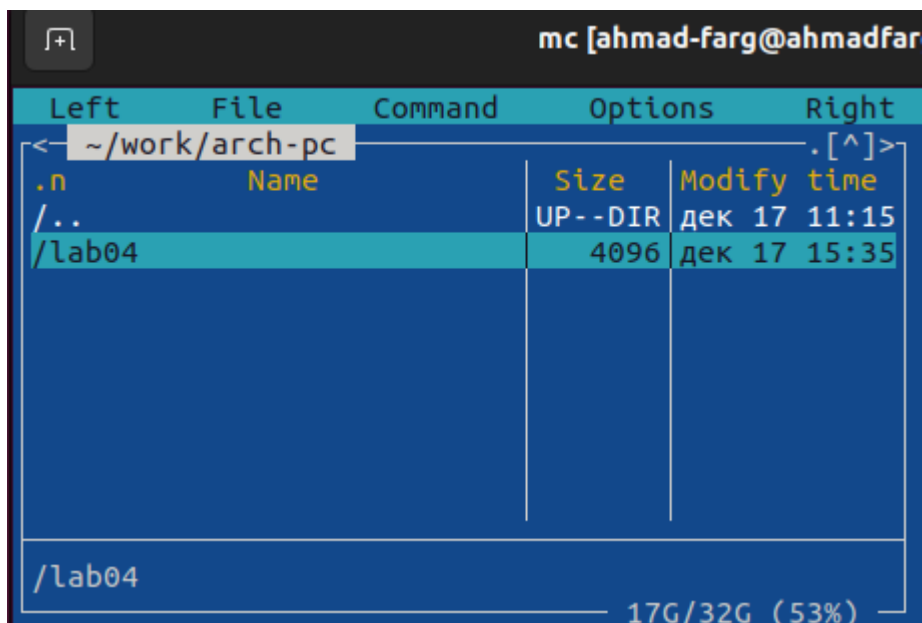 mc [ahmad-farg@ahmadfar
Left File Command Options Right
<- ~/work/arch-pc .[^]>
.n Name Size Modify time
/.. UP--DIR дек 17 11:15
/lab04 4096 дек 17 15:35
/lab04
17G/32G (53%)